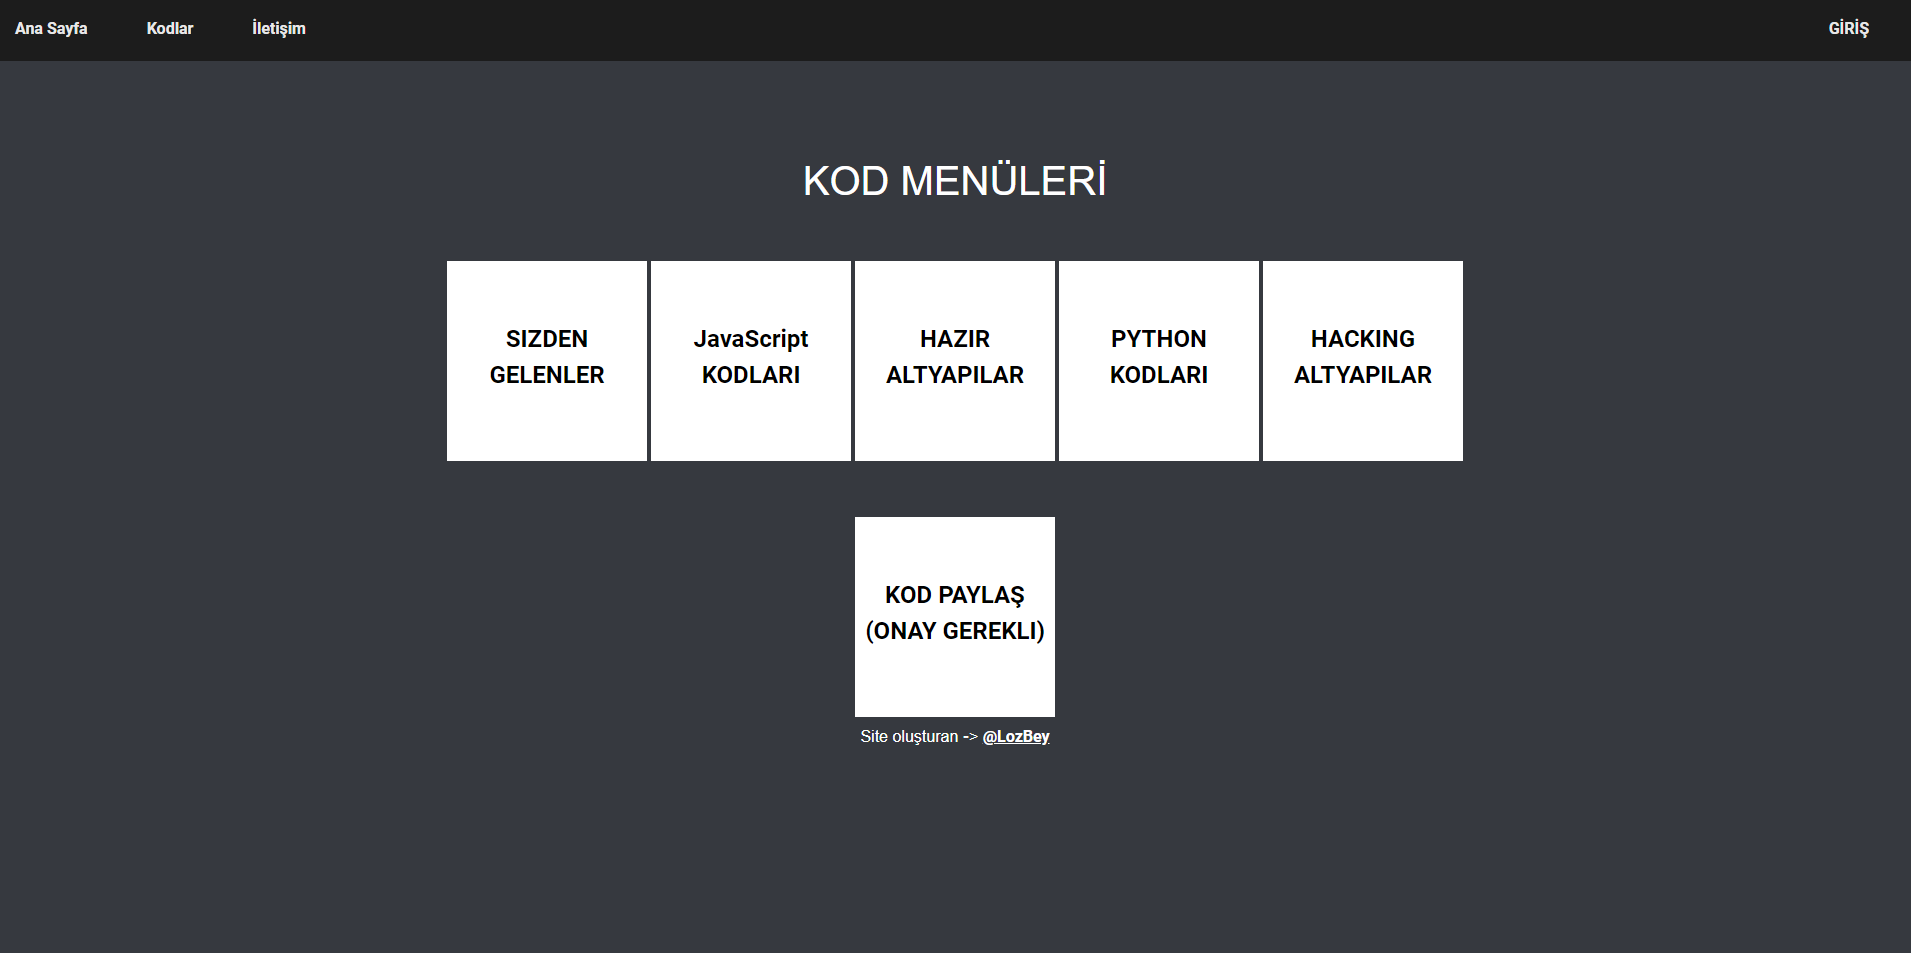 Ana Sayfa Kodlar İletişim GİRİŞ
KOD MENÜLERİ
SIZDEN
GELENLER
JavaScript
KODLARI
HAZIR
ALTYAPILAR
PYTHON
KODLARI
HACKING
ALTYAPILAR
KOD PAYLAŞ
(ONAY GEREKLI)
Site oluşturan -> @LozBey